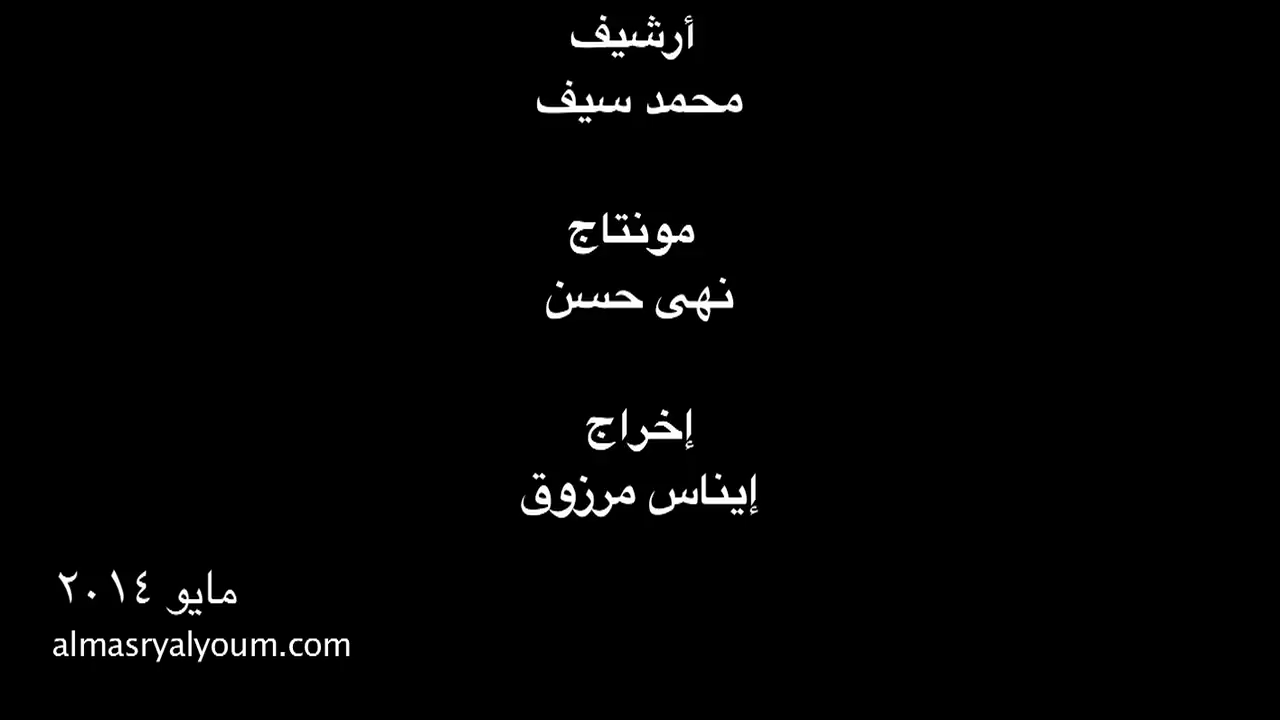 أرشيف
محمد سيف
مونتاج
نهى حسن
إخراج
إيناس مرزوق
مايو ٢٠١٤
almasryalyoum.com